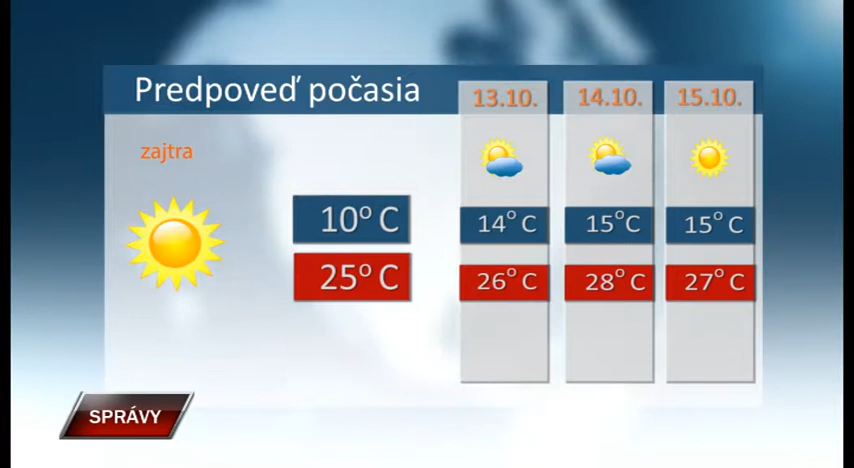 Predpoveď počasia
zajtra
10° C
25° C
13.10.
14° C
26° C
14.10.
15°C
28° C
15.10.
15° C
27° C
SPRÁVY